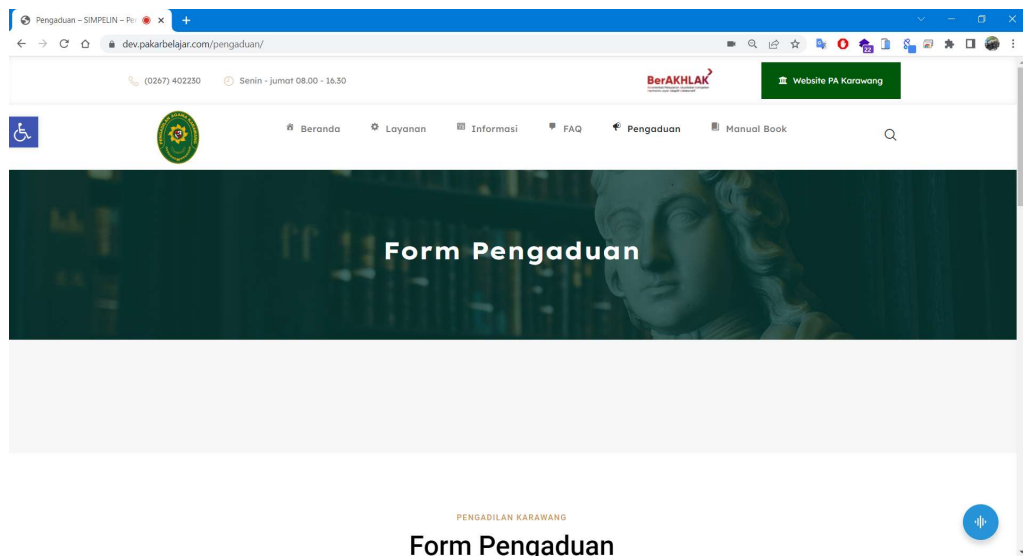 Pengaduan – SIMPELIN – Pe
dev.pakarbelajar.com/pengaduan/
22
(0267) 402230
Senin - jumat 08.00 - 16.30
BerAKHLAK
Website PA Karawang
Beranda
Layanan
Informasi
FAQ
Pengaduan
Manual Book
Form Pengaduan
PENGADILAN KARAWANG
Form Pengaduan